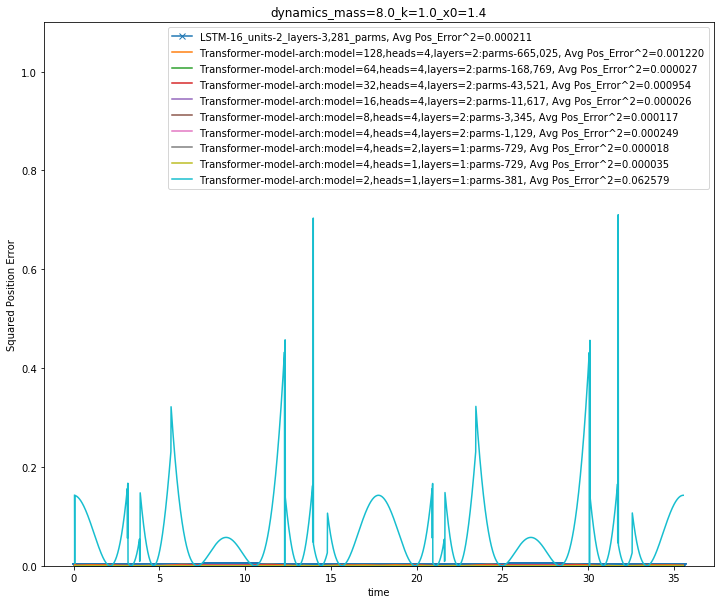 dynamics_mass=8.0_k=1.0_x0=1.4
LSTM-16_units-2_layers-3,281_parms, Avg Pos_Error^2=0.000211
Transformer-model-arch:model=128,heads=4,layers=2:parms-665,025, Avg Pos_Error^2=0.001220
Transformer-model-arch:model=64,heads=4,layers=2:parms-168,769, Avg Pos_Error^2=0.000027
Transformer-model-arch:model=32,heads=4,layers=2:parms-43,521, Avg Pos_Error^2=0.000954
Transformer-model-arch:model=16,heads=4,layers=2:parms-11,617, Avg Pos_Error^2=0.000026
Transformer-model-arch:model=8,heads=4,layers=2:parms-3,345, Avg Pos_Error^2=0.000117
Transformer-model-arch:model=4,heads=4,layers=2:parms-1,129, Avg Pos_Error^2=0.000249
Transformer-model-arch:model=4,heads=2,layers=1:parms-729, Avg Pos_Error^2=0.000018
Transformer-model-arch:model=4,heads=1,layers=1:parms-729, Avg Pos_Error^2=0.000035
Transformer-model-arch:model=2,heads=1,layers=1:parms-381, Avg Pos_Error^2=0.062579
1.0
0.8
0.6
0.4
0.2
0.0
Squared Position Error
0 5 10 15 20 25 30 35
time